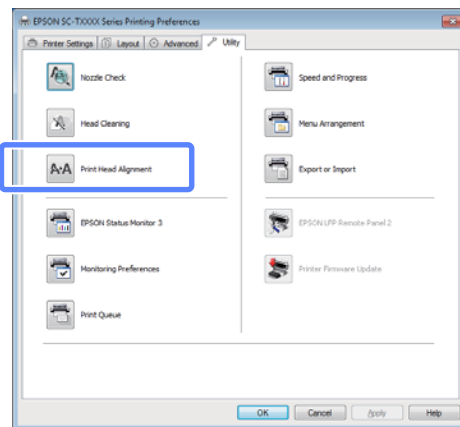 EPSON SC-TXXXX Series Printing Preferences
Printer Settings Layout Advanced Utility
Nozzle Check
Speed and Progress
Head Cleaning
Menu Arrangement
A:A Print Head Alignment
Export or Import
EPSON Status Monitor 3
EPSON LFP Remote Panel 2
Monitoring Preferences
Printer Firmware Update
Print Queue
OK Cancel Apply Help